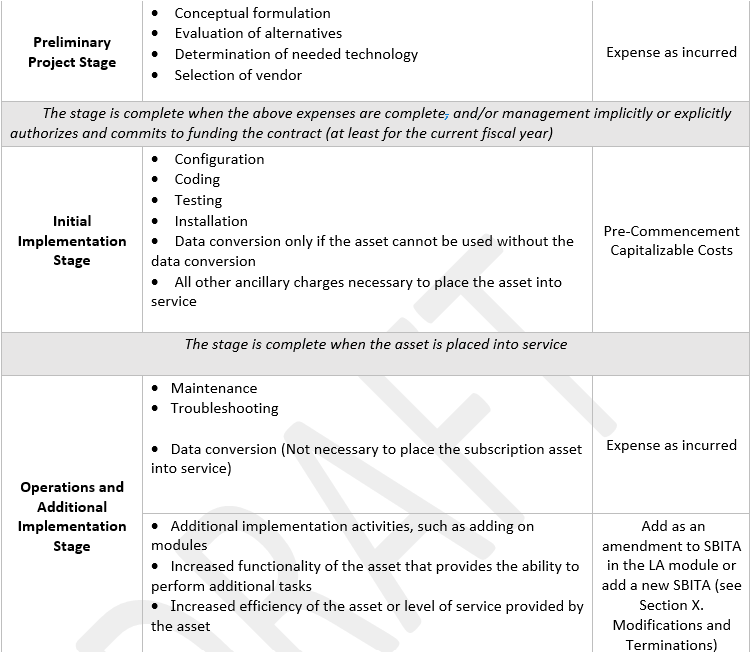 Preliminary
Project Stage
• Conceptual formulation
• Evaluation of alternatives
• Determination of needed technology
• Selection of vendor
Expense as incurred
The stage is complete when the above expenses are complete, and/or management implicitly or explicitly
authorizes and commits to funding the contract (at least for the current fiscal year)
Initial
Implementation
Stage
• Configuration
• Coding
• Testing
• Installation
• Data conversion only if the asset cannot be used without the
data conversion
• All other ancillary charges necessary to place the asset into
service
Pre-Commencement
Capitalizable Costs
The stage is complete when the asset is placed into service
Operations and
Additional
Implementation
Stage
• Maintenance
• Troubleshooting
• Data conversion (Not necessary to place the subscription asset
into service)
Expense as incurred
• Additional implementation activities, such as adding on
modules
• Increased functionality of the asset that provides the ability to
perform additional tasks
• Increased efficiency of the asset or level of service provided by
the asset
Add as an
amendment to SBITA
in the LA module or
add a new SBITA (see
Section X.
Modifications and
Terminations)
DRAFT